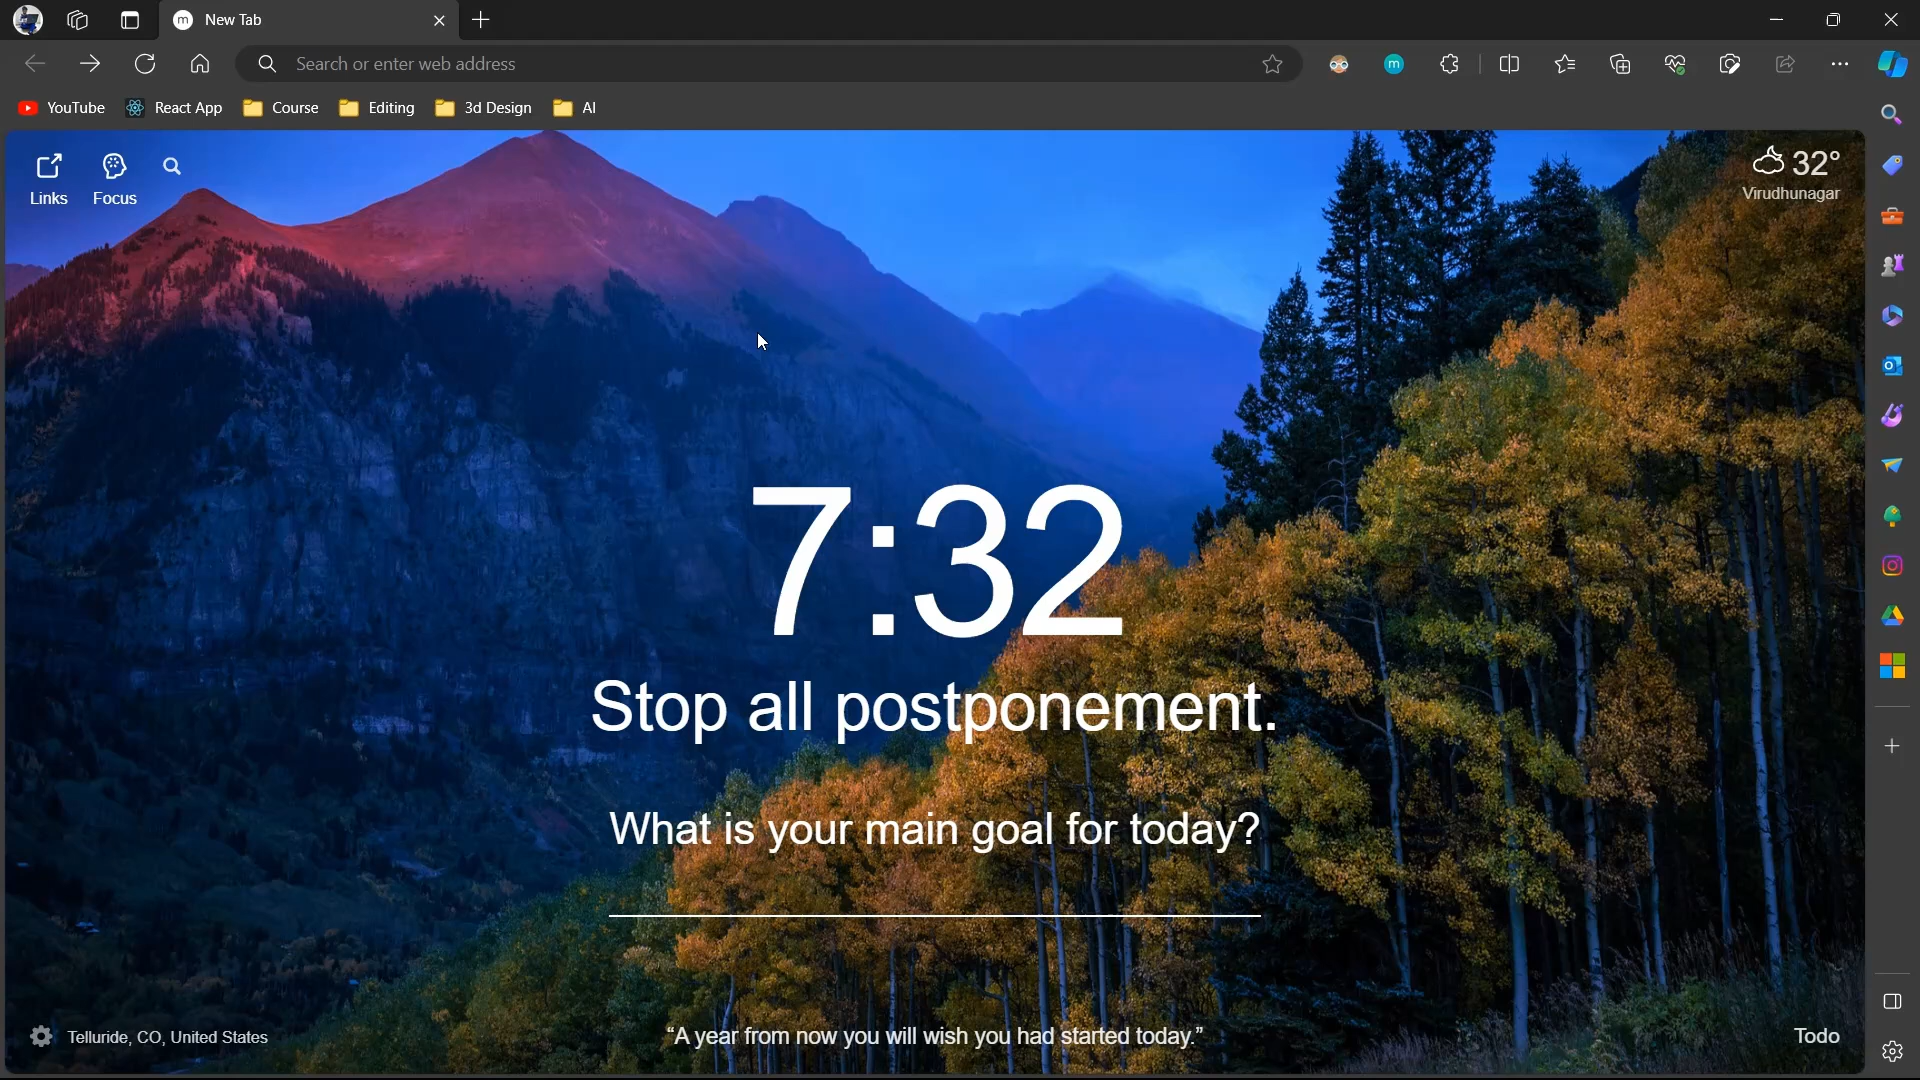 New Tab
Search or enter web address
YouTube
React App
Course
Editing
3d Design
AI
Links
Focus
32°
Virudhunagar
7:32
Stop all postponement.
What is your main goal for today?
Telluride, CO, United States
“A year from now you will wish you had started today.”
Todo